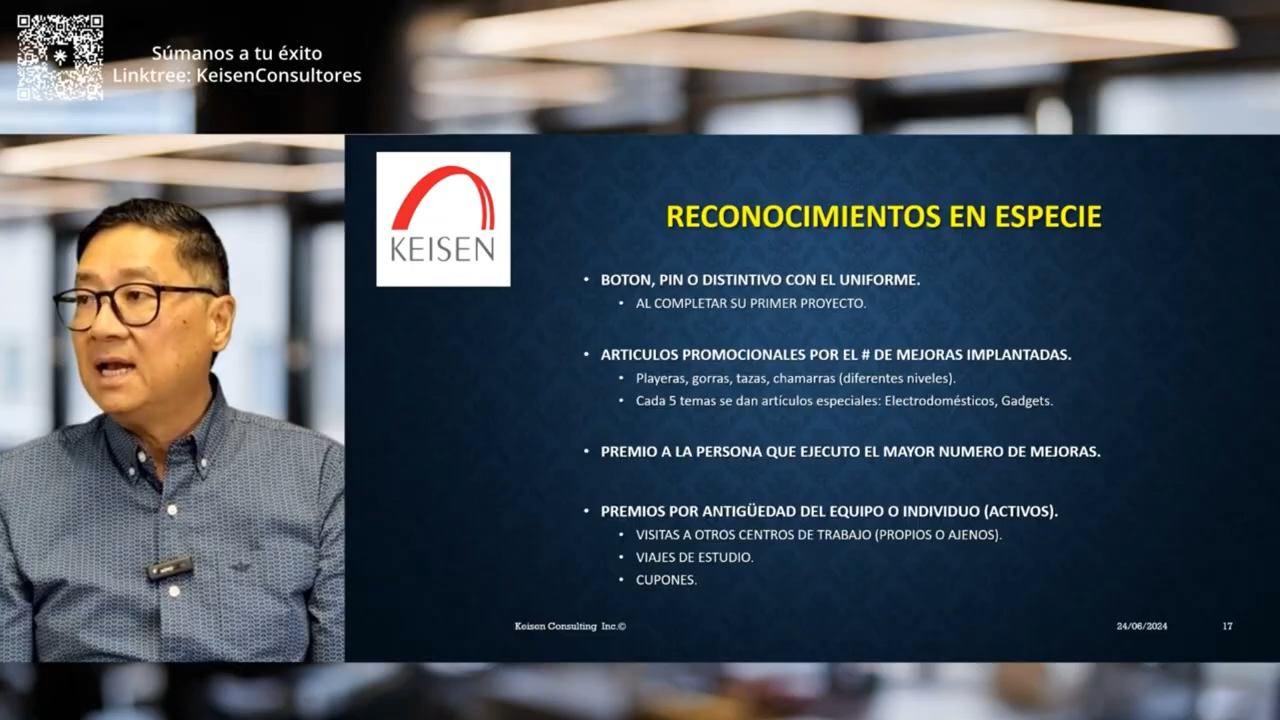 Súmanos a tu éxito
Linktree: KeisenConsultores
KEISEN
RECONOCIMIENTOS EN ESPECIE
• BOTON, PIN O DISTINTIVO CON EL UNIFORME.
• AL COMPLETAR SU PRIMER PROYECTO.
• ARTICULOS PROMOCIONALES POR EL # DE MEJORAS IMPLANTADAS.
• Playeras, gorras, tazas, chamarras (diferentes niveles).
• Cada 5 temas se dan artículos especiales: Electrodomésticos, Gadgets.
• PREMIO A LA PERSONA QUE EJECUTO EL MAYOR NUMERO DE MEJORAS.
• PREMIOS POR ANTIGÜEDAD DEL EQUIPO O INDIVIDUO (ACTIVOS).
• VISITAS A OTROS CENTROS DE TRABAJO (PROPIOS O AJENOS).
• VIAJES DE ESTUDIO.
• CUPONES.
Keisen Consulting Inc.©
24/06/2024
17